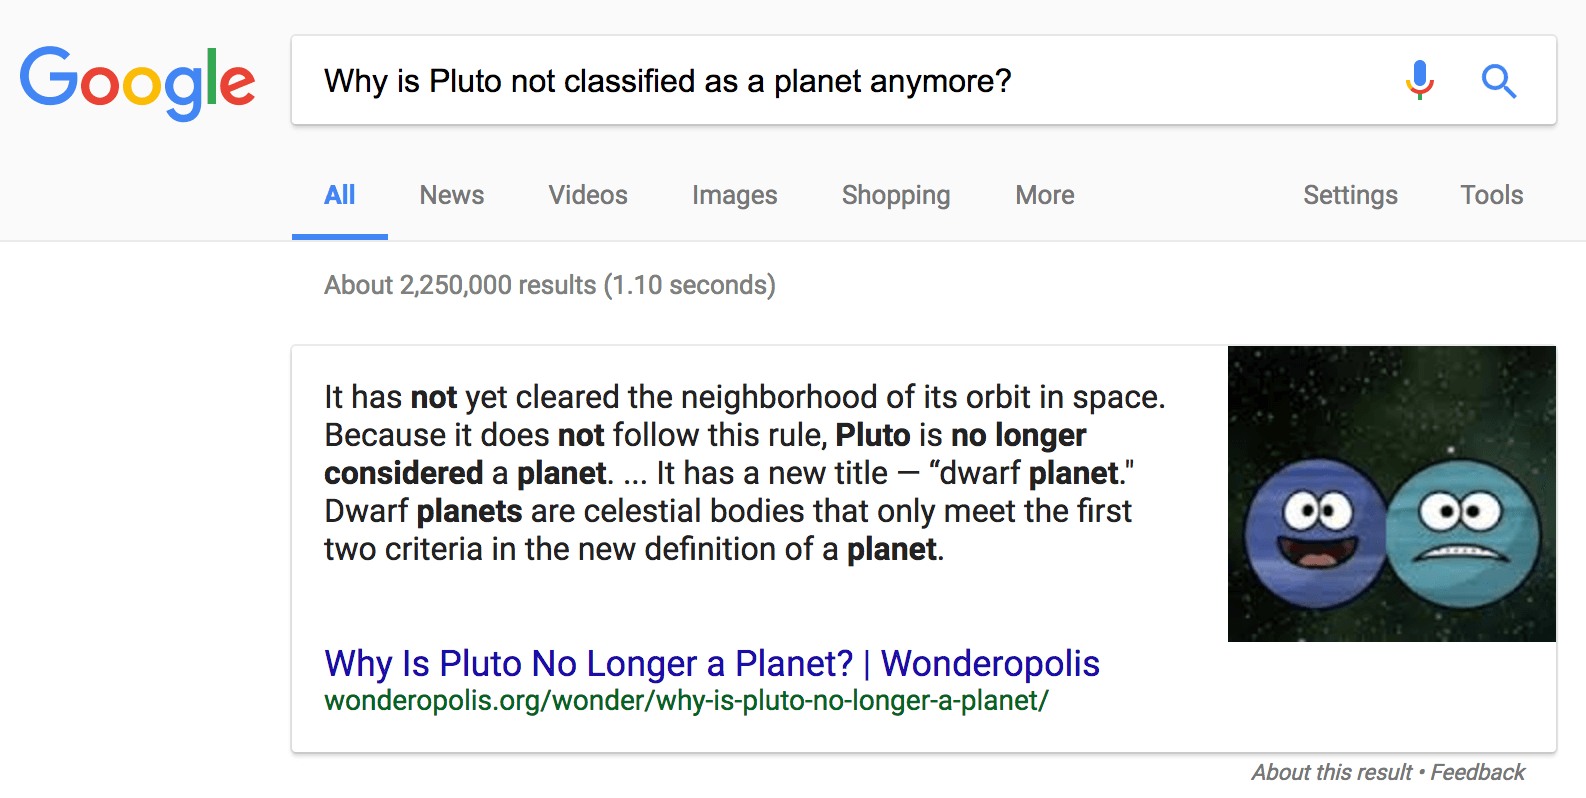 Google
Why is Pluto not classified as a planet anymore?
All News Videos Images Shopping More Settings Tools
About 2,250,000 results (1.10 seconds)
It has not yet cleared the neighborhood of its orbit in space.
Because it does not follow this rule, Pluto is no longer
considered a planet. ... It has a new title — “dwarf planet."
Dwarf planets are celestial bodies that only meet the first
two criteria in the new definition of a planet.
Why Is Pluto No Longer a Planet? | Wonderopolis
wonderopolis.org/wonder/why-is-pluto-no-longer-a-planet/
About this result • Feedback